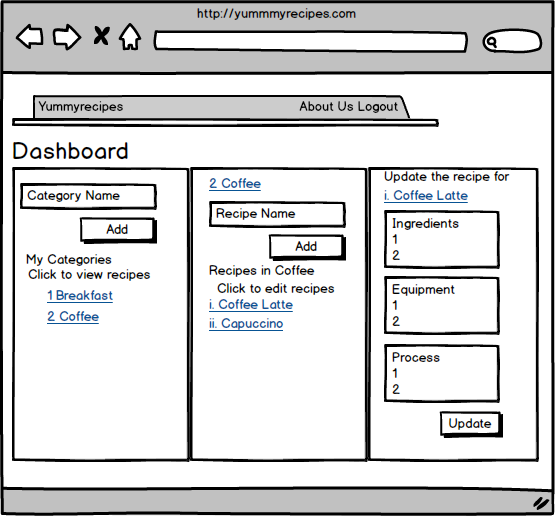 http://yummmyrecipes.com
Yummyrecipes
About Us Logout
Dashboard
Category Name
Add
My Categories
Click to view recipes
1 Breakfast
2. Coffee
2. Coffee
Recipe Name
Add
Recipes in Coffee
Click to edit recipes
i. Coffee Latte
ii. Capuccino
Update the recipe for
i. Coffee Latte
Ingredients
1
2
Equipment
1
2
Process
1
2
Update